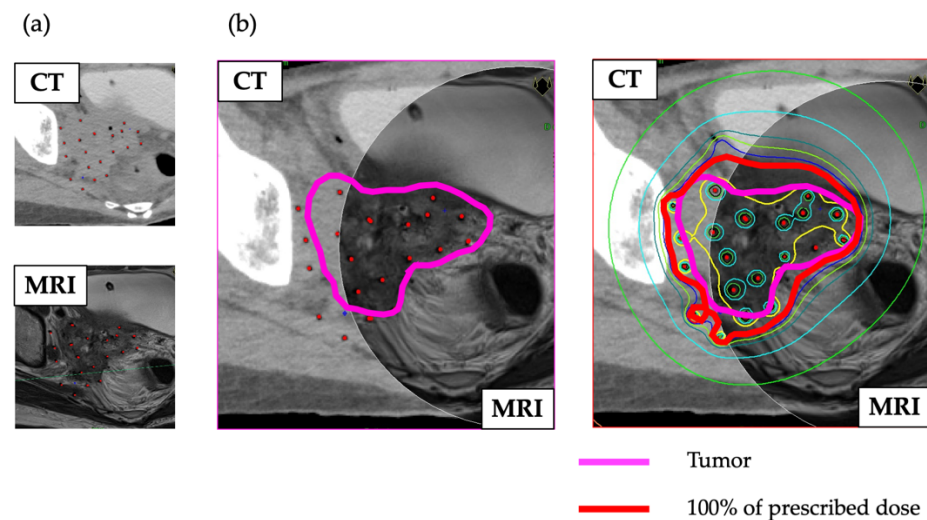 (a)
(b)
CT
MRI
CT
MRI
CT
MRI
Tumor
100% of prescribed dose